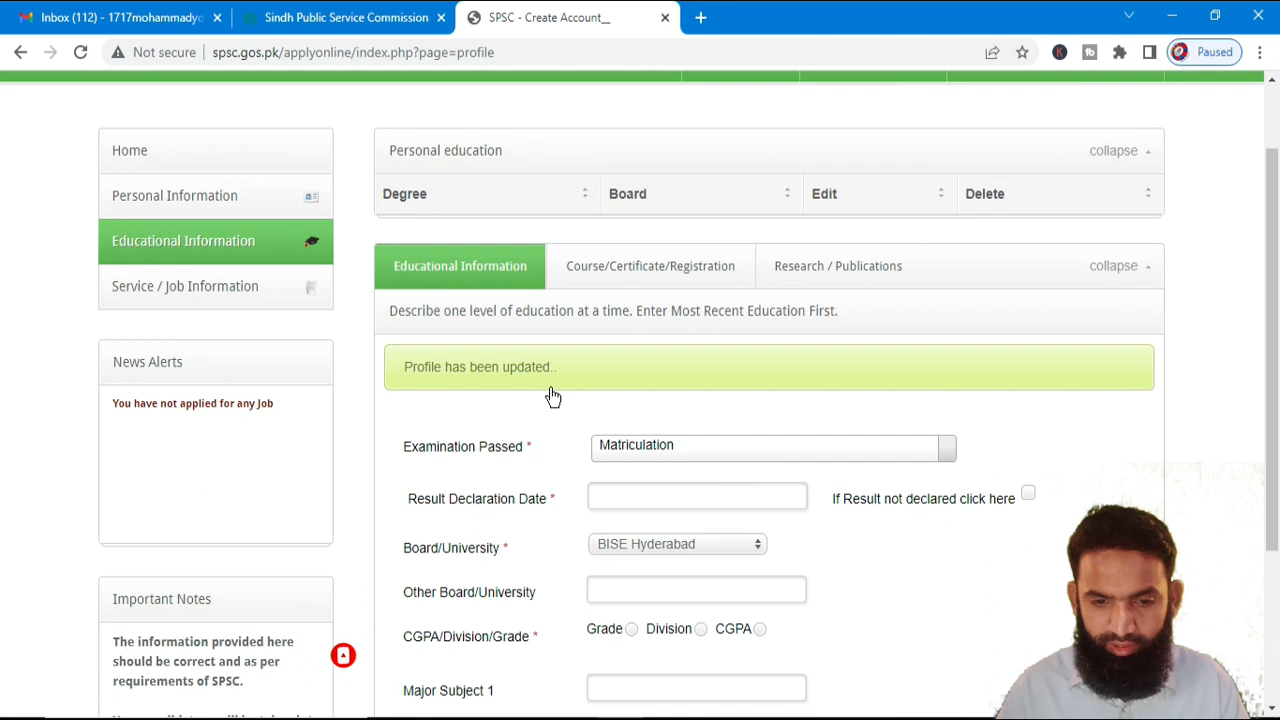 Inbox (112) - 1717mohammadyo
Sindh Public Service Commission
SPSC - Create Account_
Not secure
spsc.gos.pk/applyonline/index.php?page=profile
Paused
Home
Personal Information
Educational Information
Service / Job Information
News Alerts
You have not applied for any Job
Important Notes
The information provided here
should be correct and as per
requirements of SPSC.
Personal education
collapse
Degree
Board
Edit
Delete
Educational Information
Course/Certificate/Registration
Research / Publications
collapse
Describe one level of education at a time. Enter Most Recent Education First.
Profile has been updated..
Examination Passed *
Matriculation
Result Declaration Date *
If Result not declared click here
Board/University *
BISE Hyderabad
Other Board/University
CGPA/Division/Grade *
Grade
Division
CGPA
Major Subject 1